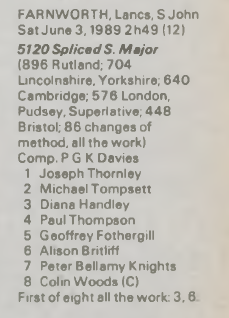 FARNWORTH, Lancs, S John
Sat June 3, 1989 2h49 (12)
5120 Spliced S. Major
(896 Rutland; 704
Lincolnshire, Yorkshire; 640
Cambridge; 576 London,
Pudsey, Superlative; 448
Bristol; 86 changes of
method, all the work)
Comp. P G K Davies
1 Joseph Thornley
2 Michael Tompsett
3 Diana Handley
4 Paul Thompson
5 Geoffrey Fothergill
6 Alison Britliff
7 Peter Bellamy Knights
8 Colin Woods (C)
First of eight all the work: 3, 6.